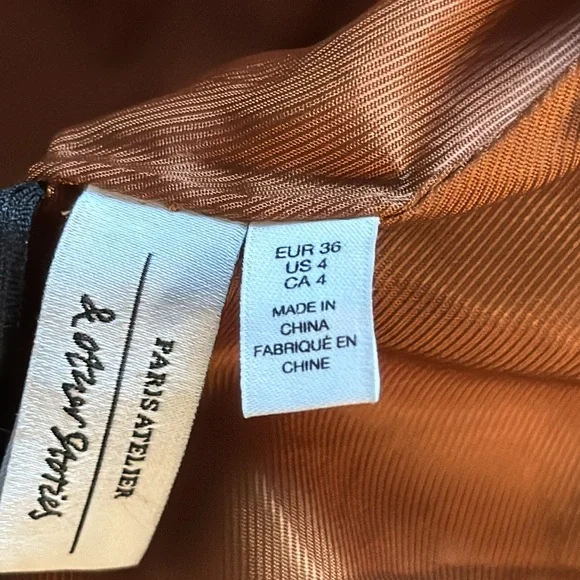 PARIS ATELIER
& other Stories
EUR 36
US 4
CA 4
MADE IN
CHINA
FABRIQUÉ EN
CHINE